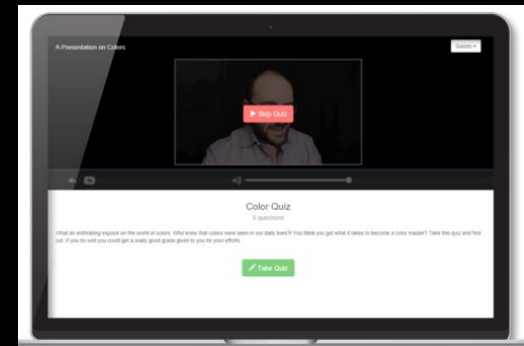 A Presentation on Colors
Quizzes
Skip Quiz
Color Quiz
5 questions
What an enthralling exposé on the world of colors. Who knew that colors were seen in our daily lives?! You think you got what it takes to become a color master? Take this quiz and find
out. If you do well you could get a really good grade given to you for your efforts.
Take Quiz